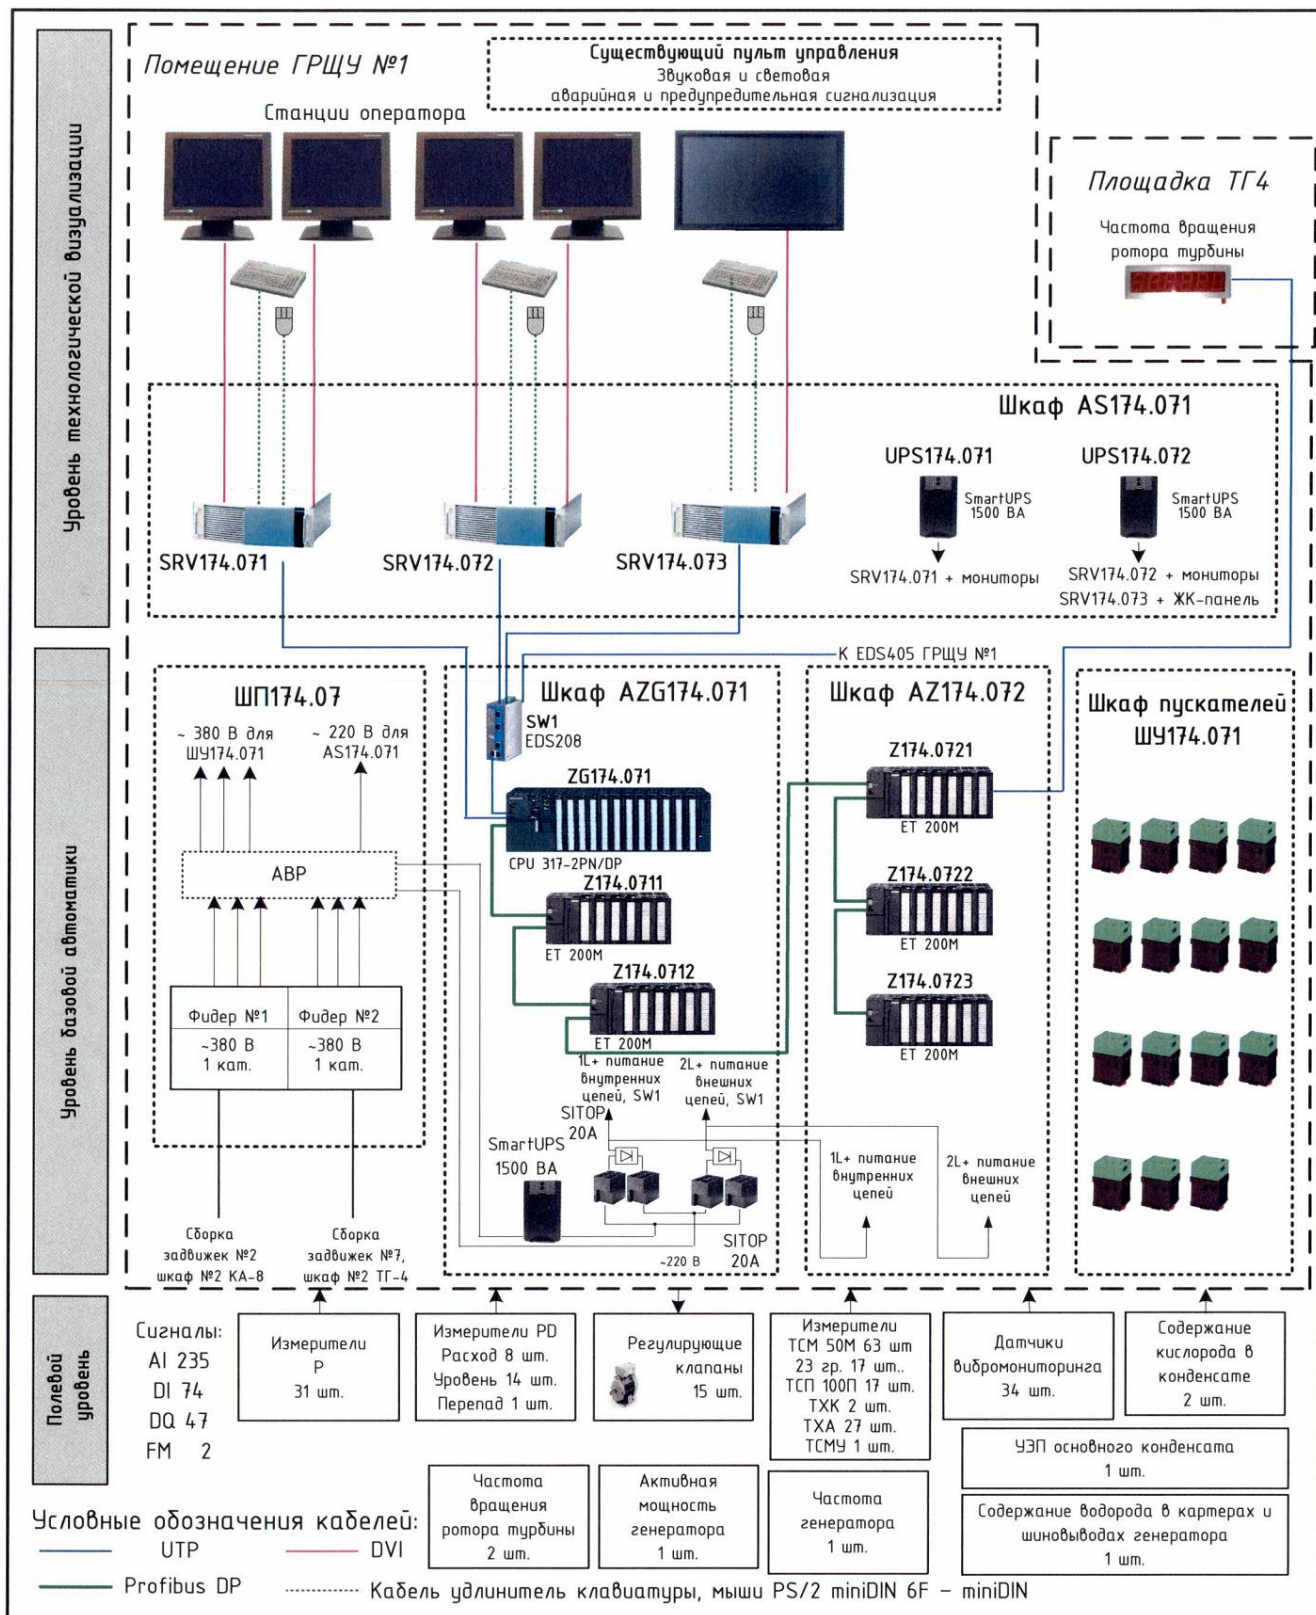 Уровень технологической визуализации
Помещение ГРЩУ №1
Существующий пульт управления
Звуковая и световая
аварийная и предупредительная сигнализация
Станции оператора
Площадка ТГ4
Частота вращения
ротора турбины
Шкаф AS174.071
UPS174.071
SmartUPS
1500 ВА
SRV174.071 + мониторы
UPS174.072
SmartUPS
1500 ВА
SRV174.072 + мониторы
SRV174.073 + ЖК-панель
SRV174.071
SRV174.072
SRV174.073
Уровень базовой автоматики
К EDS405 ГРЩУ №1
ШП174.07
~ 380 В для
ШУ174.071
~ 220 В для
AS174.071
АВР
Фидер №1
~380 В
1 кат.
Фидер №2
~380 В
1 кат.
Сборка
задвижек №2
шкаф №2 КА-8
Сборка
задвижек №7,
шкаф №2 ТГ-4
Шкаф AZG174.071
SW1
EDS208
ZG174.071
CPU 317-2PN/DP
Z174.0711
ET 200M
Z174.0712
ET 200M
1L+ питание
внутренних
цепей, SW1
2L+ питание
внешних
цепей, SW1
SITOP
20A
SmartUPS
1500 ВА
SITOP
20A
~220 В
Шкаф AZ174.072
Z174.0721
ET 200M
Z174.0722
ET 200M
Z174.0723
ET 200M
1L+ питание
внутренних
цепей
2L+ питание
внешних
цепей
Шкаф пускателей
ШУ174.071
Полевой
уровень
Сигналы:
AI 235
DI 74
DQ 47
FM 2
Измерители
P
31 шт.
Измерители PD
Расход 8 шт.
Уровень 14 шт.
Перепад 1 шт.
Регулирующие
клапаны
15 шт.
Измерители
ТСМ 50М 63 шт
23 гр. 17 шт..
ТСП 100П 17 шт.
ТХК 2 шт.
ТХА 27 шт.
ТСМУ 1 шт.
Датчики
вибромониторинга
34 шт.
Содержание
кислорода в
конденсате
2 шт.
УЭП основного конденсата
1 шт.
Частота
вращения
ротора турбины
2 шт.
Активная
мощность
генератора
1 шт.
Частота
генератора
1 шт.
Содержание водорода в картерах и
шиновыводах генератора
1 шт.
Условные обозначения кабелей:
UTP
DVI
Profibus DP
Кабель удлинитель клавиатуры, мыши PS/2 miniDIN 6F - miniDIN